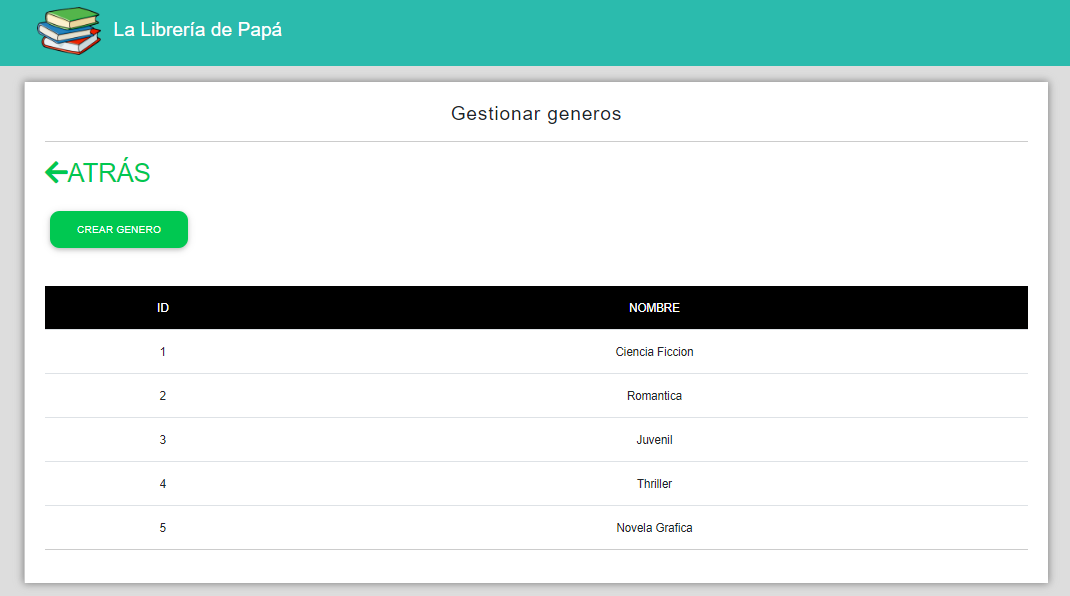 La Librería de Papá
Gestionar generos
ATRÁS
CREAR GENERO
ID NOMBRE
1 Ciencia Ficcion
2 Romantica
3 Juvenil
4 Thriller
5 Novela Grafica